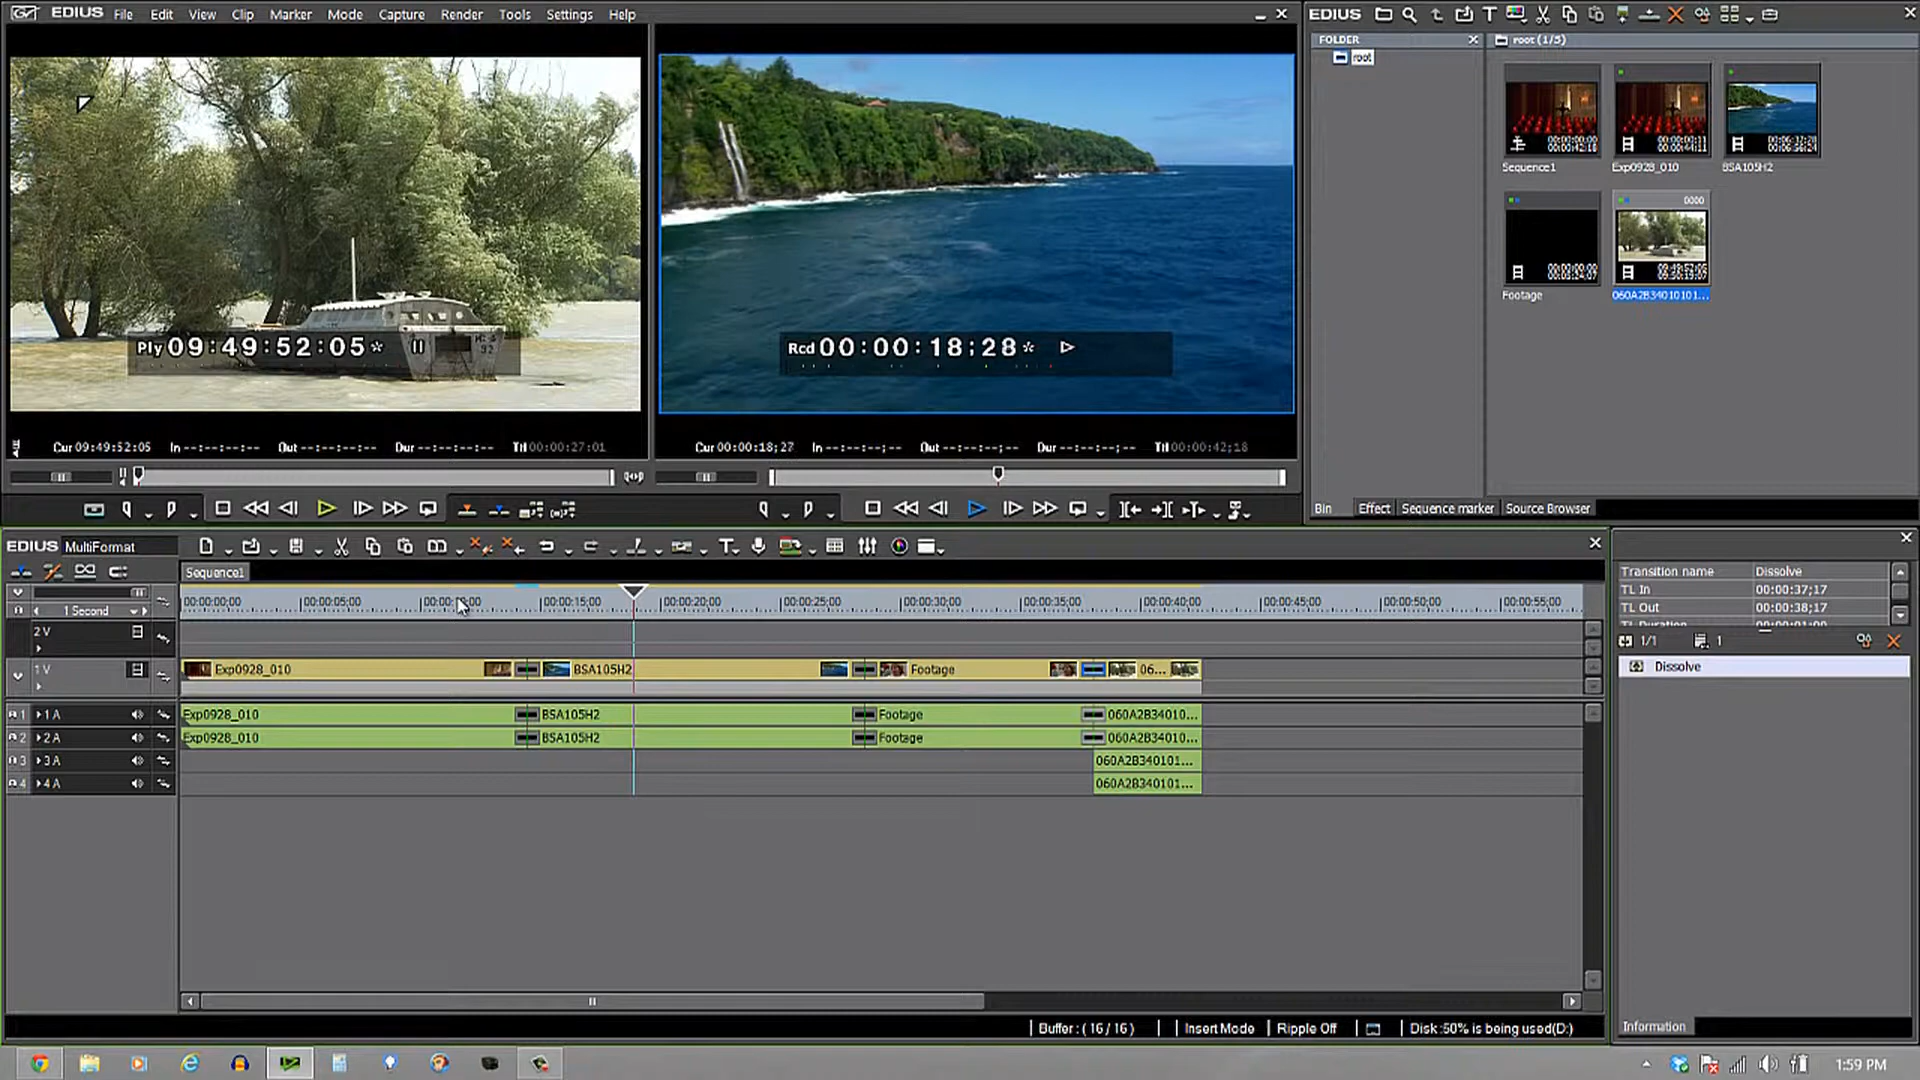 EDIUS File Edit View Clip Marker Mode Capture Render Tools Settings Help
EDIUS
FOLDER
root (1/5)
root
Sequence1
Exp0928_010
BSA105H2
0000
Footage
060A2B34010101...
Ply 09:49:52:05*
Rcd 00:00:18;28*
Cur 09:49:52:05 In --:--:--:-- Out --:--:--:-- Dur --:--:--:-- Ttl 00:00:27:01
Cur 00:00:18;27 In --:--:--:-- Out --:--:--:-- Dur --:--:--:-- Ttl 00:00:42;18
Bin Effect Sequence marker Source Browser
EDIUS MultiFormat
Sequence1
1 Second
00:00:00;00 00:00:05;00 00:00:15;00 00:00:20;00 00:00:25;00 00:00:30;00 00:00:35;00 00:00:40;00 00:00:45;00 00:00:50;00 00:00:55;00
2 V
1 V Exp0928_010 BSA105H2 Footage 06...
1 1 A Exp0928_010 BSA105H2 Footage 060A2B34010...
2 2 A Exp0928_010 BSA105H2 Footage 060A2B34010...
3 3 A 060A2B340101...
4 4 A 060A2B340101...
Transition name Dissolve
TL In 00:00:37;17
TL Out 00:00:38;17
TL Duration 00:00:01:00
1/1 1
Dissolve
Information
Buffer : ( 16 / 16 ) Insert Mode Ripple Off Disk :50% is being used(D:)
1:59 PM